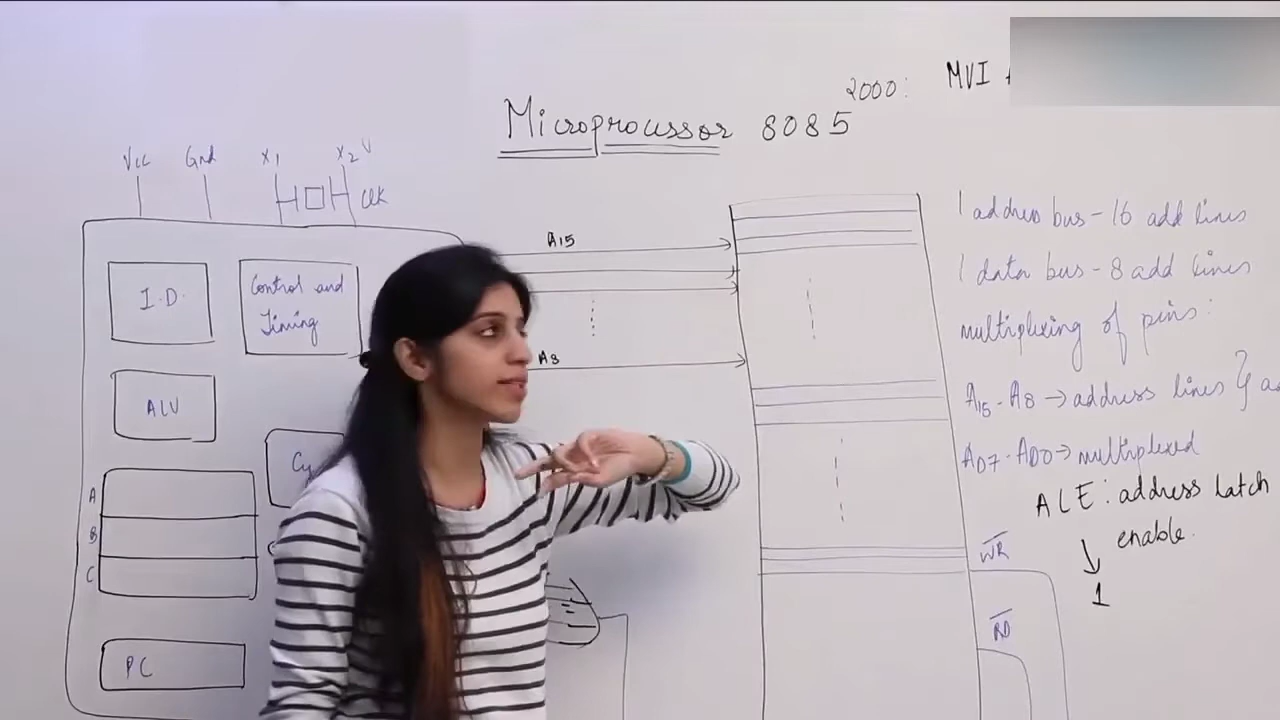 2000: MVI
Microprocessor 8085
Vcc Gnd X1 X2
CLK
A15
I.D.
Control and
Timing
A8
ALU
Cy
A
B
C
PC
1 address bus - 16 add lines
1 data bus - 8 add lines
multiplexing of pins:
A15 - A8 → address lines }
AD7 - AD0 → multiplexed
ALE : address latch
enable.
↓
1
WR
RD